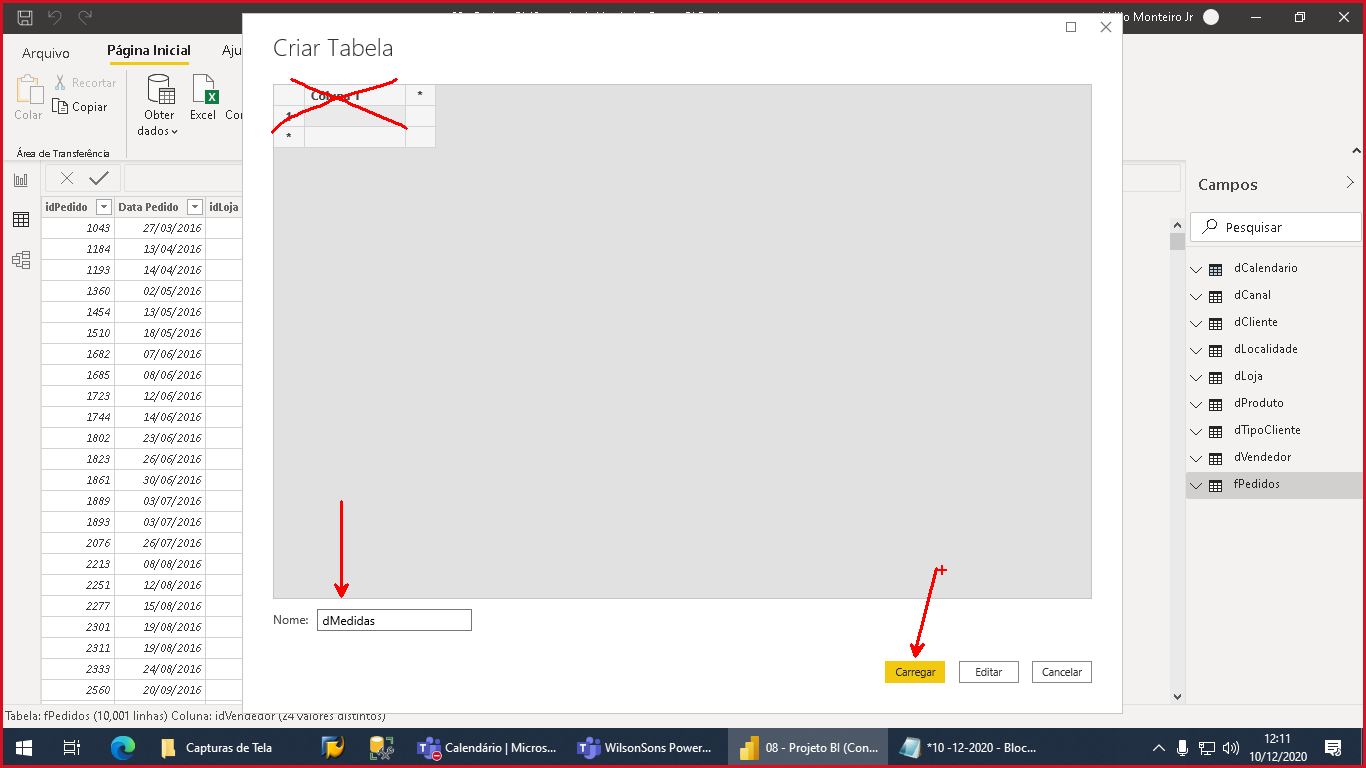 Monteiro Jr
Criar Tabela
Arquivo
Página Inicial
Aju
Recortar
Copiar
Colar
Obter
dados
Excel
Área de Transferência
Coluna 1
*
1
*
idPedido Data Pedido idLoja
1043 27/03/2016
1184 13/04/2016
1193 14/04/2016
1360 02/05/2016
1454 13/05/2016
1510 18/05/2016
1682 07/06/2016
1685 08/06/2016
1723 12/06/2016
1744 14/06/2016
1802 23/06/2016
1823 26/06/2016
1861 30/06/2016
1889 03/07/2016
1893 03/07/2016
2076 26/07/2016
2213 08/08/2016
2251 12/08/2016
2277 15/08/2016
2301 19/08/2016
2311 19/08/2016
2333 24/08/2016
2560 20/09/2016
Nome: dMedidas
Carregar Editar Cancelar
Campos
Pesquisar
dCalendario
dCanal
dCliente
dLocalidade
dLoja
dProduto
dTipoCliente
dVendedor
fPedidos
Tabela: fPedidos (10,001 linhas) Coluna: idVendedor (24 valores distintos)
Capturas de Tela
Calendário | Micros...
WilsonSons Power...
08 - Projeto BI (Con...
*10 -12-2020 - Bloc...
12:11
10/12/2020